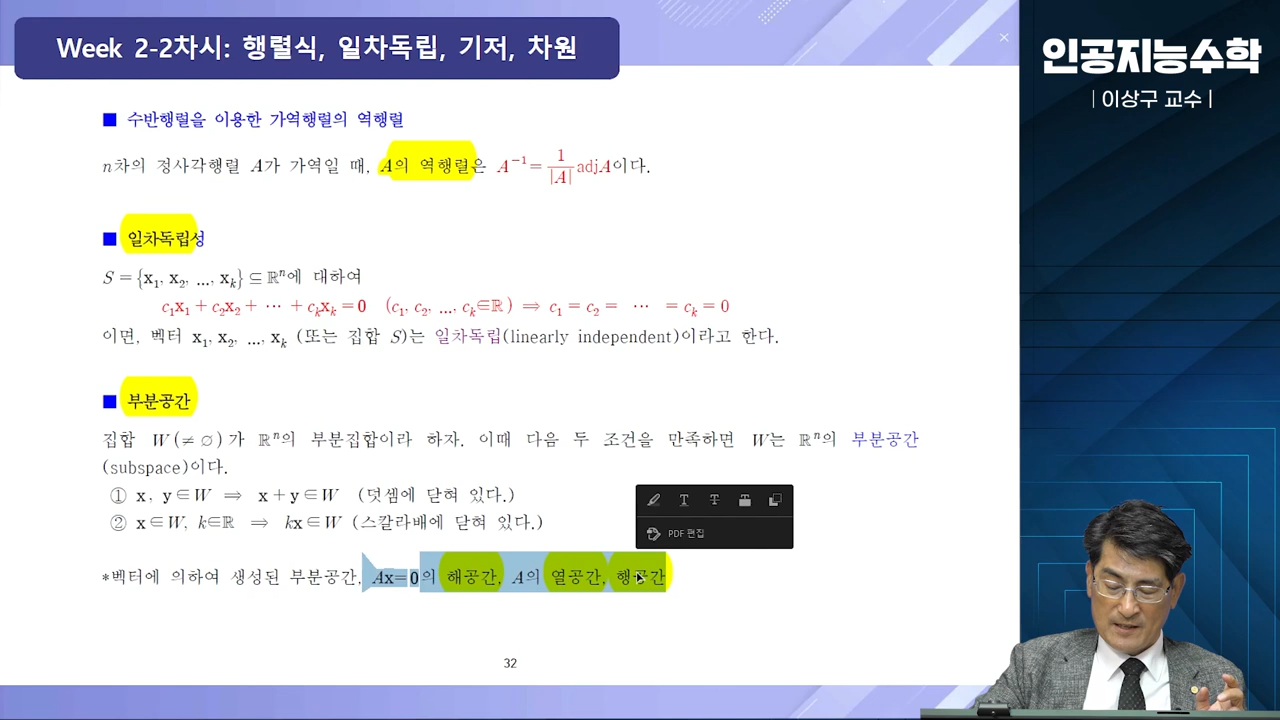 Week 2-2차시: 행렬식, 일차독립, 기저, 차원
인공지능수학
| 이상구 교수 |
■ 수반행렬을 이용한 가역행렬의 역행렬
n차의 정사각행렬 A가 가역일 때, A의 역행렬은 A⁻¹ = 1/|A| adjA이다.
■ 일차독립성
S = {x₁, x₂, ..., xₖ} ⊆ ℝⁿ에 대하여
c₁x₁ + c₂x₂ + ⋯ + cₖxₖ = 0 (c₁, c₂, ..., cₖ∈ℝ) ⇒ c₁ = c₂ = ⋯ = cₖ = 0
이면, 벡터 x₁, x₂, ..., xₖ (또는 집합 S)는 일차독립(linearly independent)이라고 한다.
■ 부분공간
집합 W(≠∅)가 ℝⁿ의 부분집합이라 하자. 이때 다음 두 조건을 만족하면 W는 ℝⁿ의 부분공간
(subspace)이다.
① x, y∈W ⇒ x+y∈W (덧셈에 닫혀 있다.)
② x∈W, k∈ℝ ⇒ kx∈W (스칼라배에 닫혀 있다.)
PDF 편집
*벡터에 의하여 생성된 부분공간, Ax=0의 해공간, A의 열공간, 행공간
32